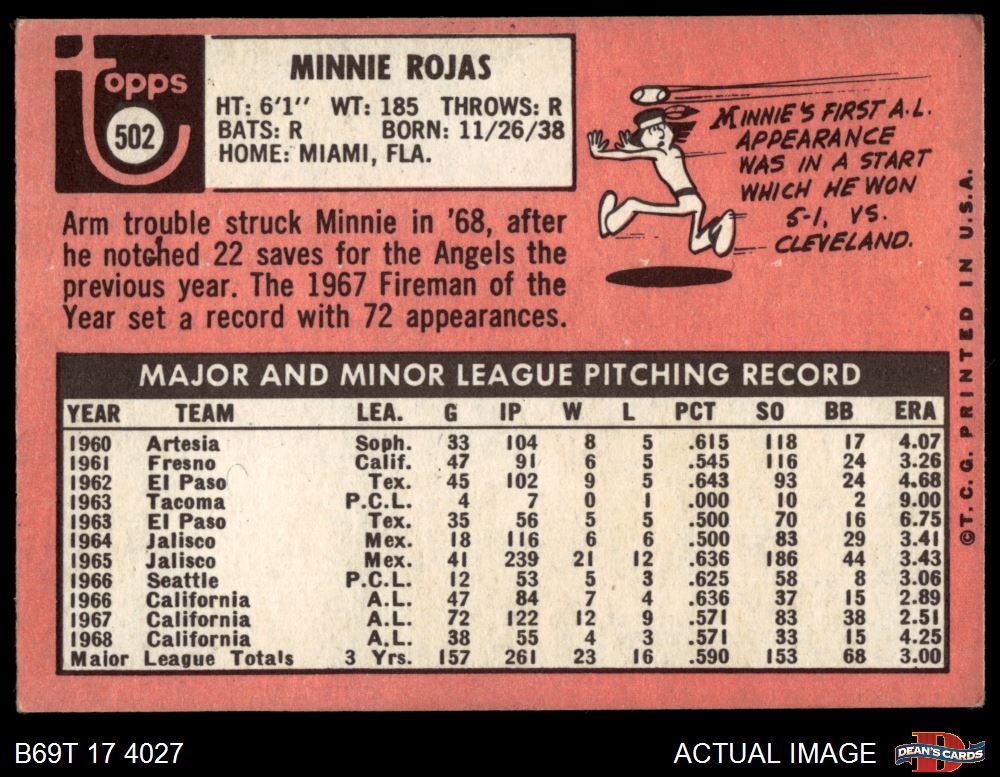 topps
502
MINNIE ROJAS
HT: 6'1" WT: 185 THROWS: R
BATS: R BORN: 11/26/38
HOME: MIAMI, FLA.
Arm trouble struck Minnie in '68, after
he notched 22 saves for the Angels the
previous year. The 1967 Fireman of the
Year set a record with 72 appearances.
MINNIE'S FIRST A.L.
APPEARANCE
WAS IN A START
WHICH HE WON
5-1, VS.
CLEVELAND.
MAJOR AND MINOR LEAGUE PITCHING RECORD
YEAR TEAM LEA. G IP W L PCT SO BB ERA
1960 Artesia Soph. 33 104 8 5 .615 118 17 4.07
1961 Fresno Calif. 47 91 6 5 .545 116 24 3.26
1962 El Paso Tex. 45 102 9 5 .643 93 24 4.68
1963 Tacoma P.C.L. 4 7 0 1 .000 10 2 9.00
1963 El Paso Tex. 35 56 5 5 .500 70 16 6.75
1964 Jalisco Mex. 18 116 6 6 .500 83 29 3.41
1965 Jalisco Mex. 41 239 21 12 .636 186 44 3.43
1966 Seattle P.C.L. 12 53 5 3 .625 58 8 3.06
1966 California A.L. 47 84 7 4 .636 37 15 2.89
1967 California A.L. 72 122 12 9 .571 83 38 2.51
1968 California A.L. 38 55 4 3 .571 33 15 4.25
Major League Totals 3 Yrs. 157 261 23 16 .590 153 68 3.00
©T.C.G. PRINTED IN U.S.A.
B69T 17 4027
ACTUAL IMAGE
D
DEAN'S CARDS